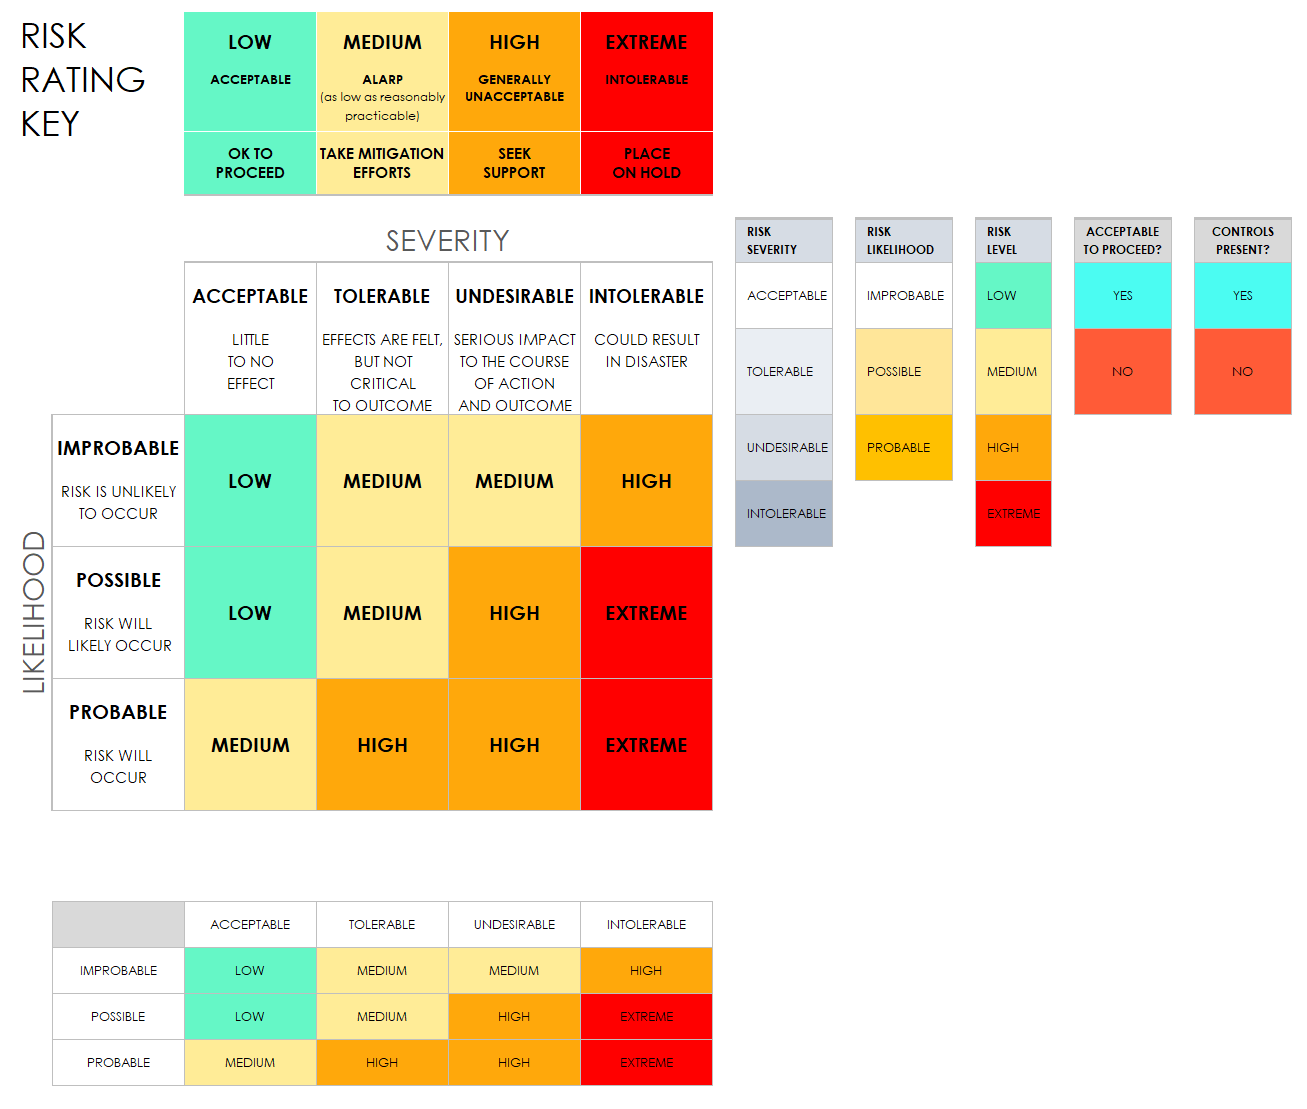 RISK
RATING
KEY
LOW
MEDIUM
HIGH
EXTREME
ACCEPTABLE
ALARP
(as low as reasonably
practicable)
GENERALLY
UNACCEPTABLE
INTOLERABLE
OK TO
PROCEED
TAKE MITIGATION
EFFORTS
SEEK
SUPPORT
PLACE
ON HOLD
SEVERITY
ACCEPTABLE
LITTLE
TO NO
EFFECT
TOLERABLE
EFFECTS ARE FELT,
BUT NOT
CRITICAL
TO OUTCOME
UNDESIRABLE
SERIOUS IMPACT
TO THE COURSE
OF ACTION
AND OUTCOME
INTOLERABLE
COULD RESULT
IN DISASTER
LIKELIHOOD
IMPROBABLE
RISK IS UNLIKELY
TO OCCUR
LOW
MEDIUM
MEDIUM
HIGH
POSSIBLE
RISK WILL
LIKELY OCCUR
LOW
MEDIUM
HIGH
EXTREME
PROBABLE
RISK WILL
OCCUR
MEDIUM
HIGH
HIGH
EXTREME
RISK
SEVERITY
ACCEPTABLE
TOLERABLE
UNDESIRABLE
INTOLERABLE
RISK
LIKELIHOOD
IMPROBABLE
POSSIBLE
PROBABLE
RISK
LEVEL
LOW
MEDIUM
HIGH
EXTREME
ACCEPTABLE
TO PROCEED?
YES
NO
CONTROLS
PRESENT?
YES
NO
ACCEPTABLE
TOLERABLE
UNDESIRABLE
INTOLERABLE
IMPROBABLE
LOW
MEDIUM
MEDIUM
HIGH
POSSIBLE
LOW
MEDIUM
HIGH
EXTREME
PROBABLE
MEDIUM
HIGH
HIGH
EXTREME